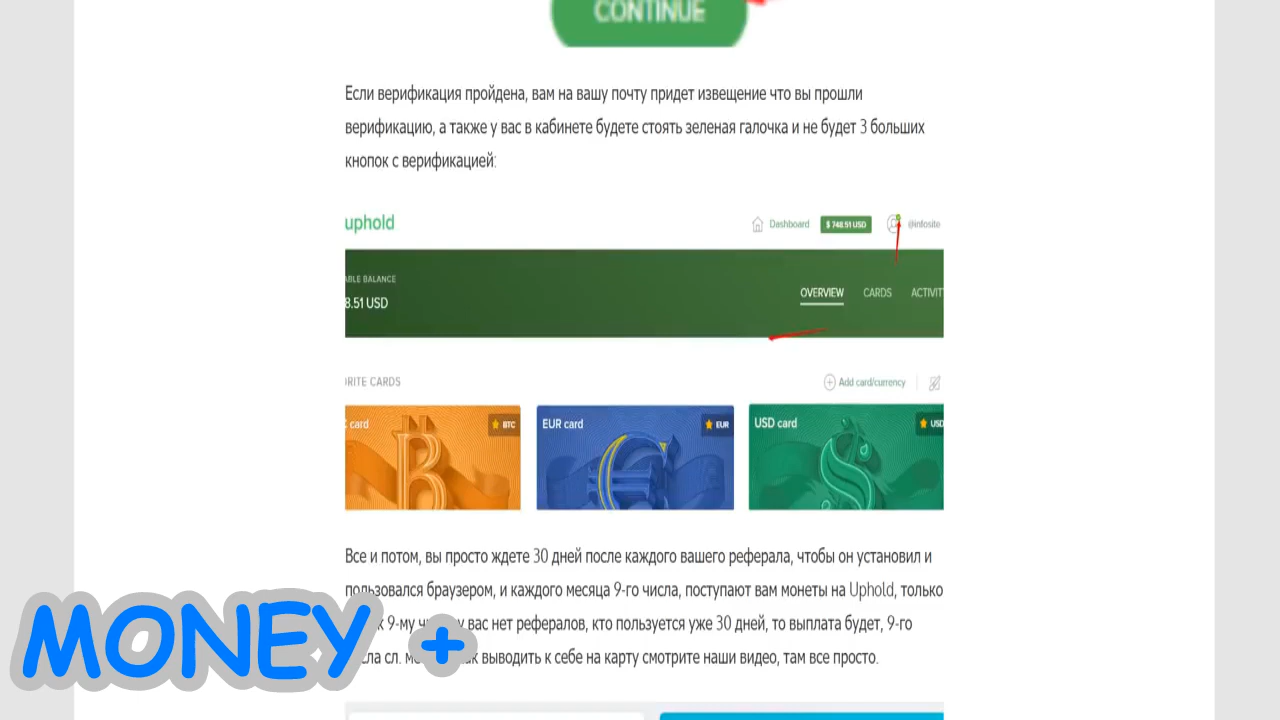 CONTINUE
Если верификация пройдена, вам на вашу почту придет извещение что вы прошли
верификацию, а также у вас в кабинете будете стоять зеленая галочка и не будет 3 больших
кнопок с верификацией:
uphold
Dashboard
$ 748.51 USD
@infosite
BALANCE
8.51 USD
OVERVIEW
CARDS
ACTIVIT
RITE CARDS
Add card/currency
card
BTC
EUR card
EUR
USD card
USD
Все и потом, вы просто ждете 30 дней после каждого вашего реферала, чтобы он установил и
пользовался браузером, и каждого месяца 9-го числа, поступают вам монеты на Uphold, только
к 9-му у вас нет рефералов, кто пользуется уже 30 дней, то выплата будет, 9-го
сл. выводить к себе на карту смотрите наши видео, там все просто.
MONEY +